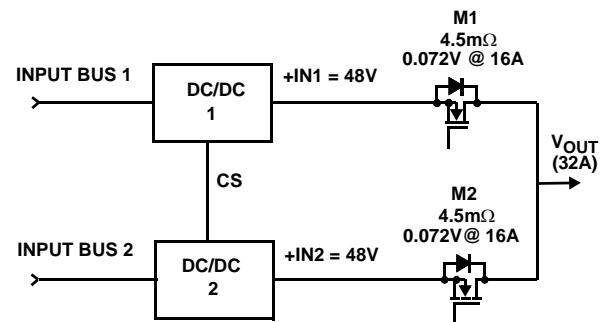 M1
4.5mΩ
0.072V @ 16A
INPUT BUS 1
DC/DC
1
+IN1 = 48V
VOUT
(32A)
CS
M2
4.5mΩ
0.072V@ 16A
INPUT BUS 2
DC/DC
2
+IN2 = 48V